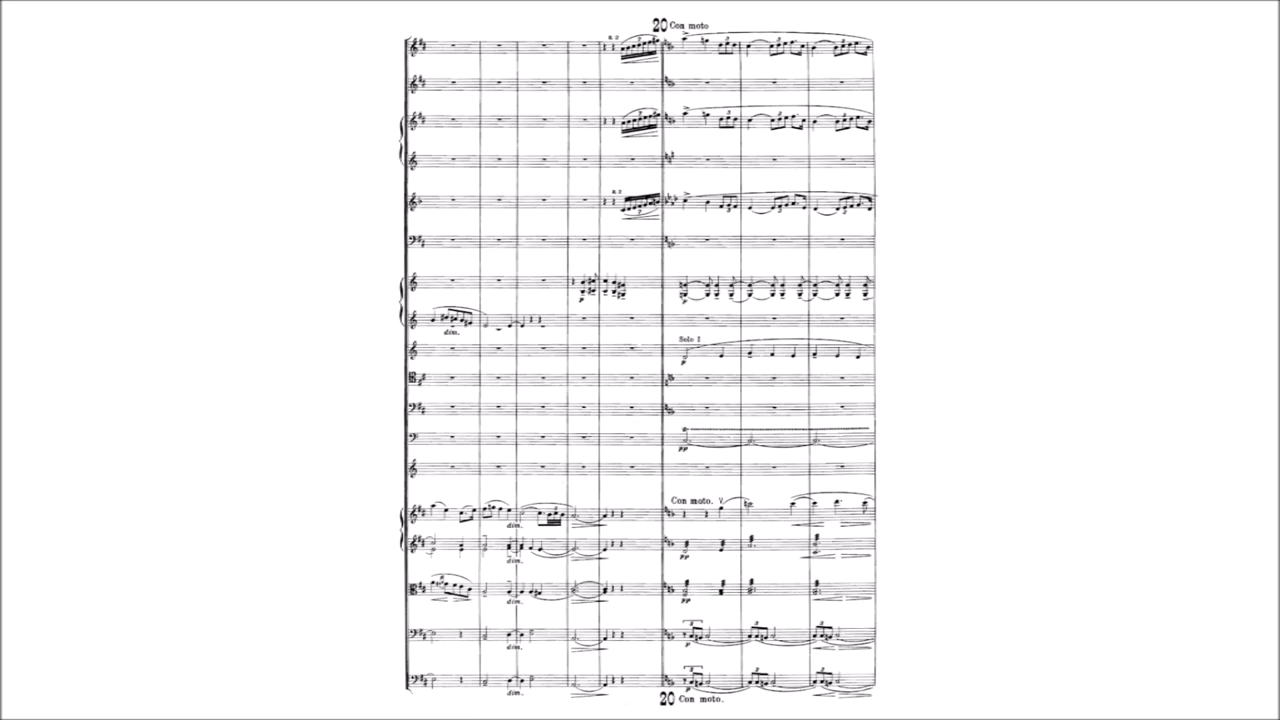 20 Con moto
a. 2
a. 2
p
dim.
Solo I
p
p
pp
Con moto. V
dim.
dim.
pp
dim.
pp
dim.
p
dim.
p
20 Con moto.